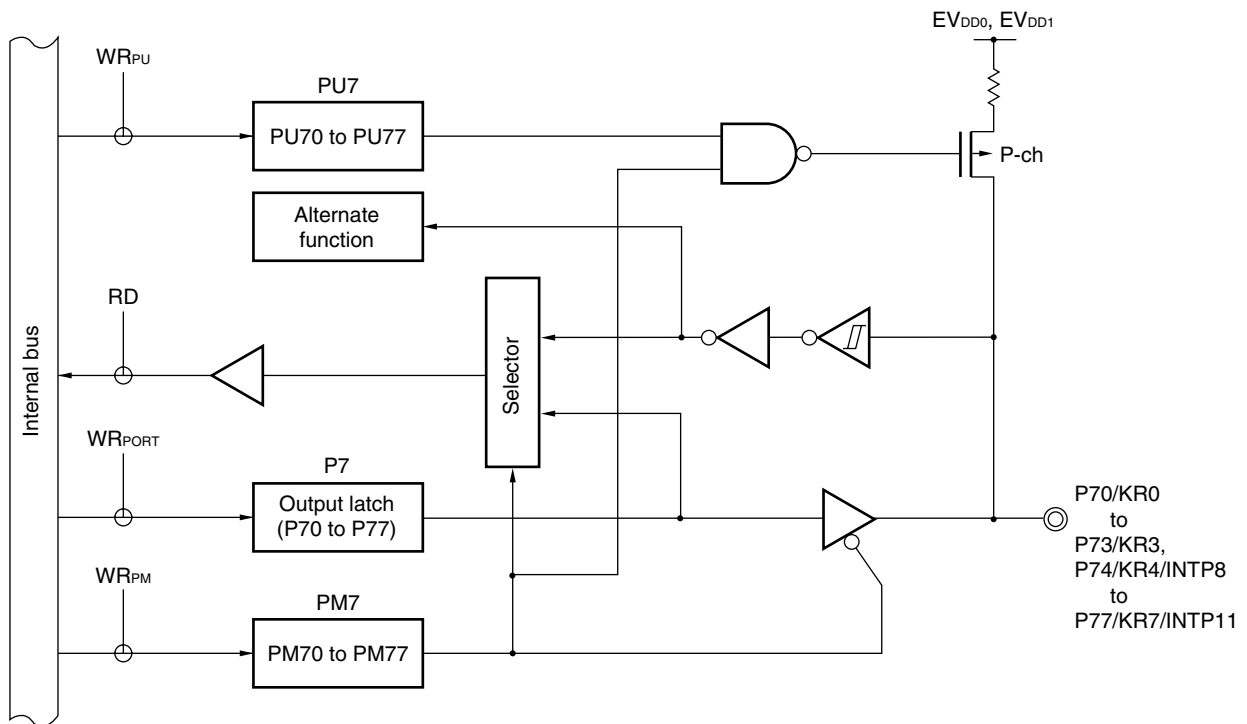 EVDD0, EVDD1
WRPU
PU7
PU70 to PU77
P-ch
Alternate
function
RD
Internal bus
Selector
WRPORT
P7
Output latch
(P70 to P77)
P70/KR0
to
P73/KR3,
P74/KR4/INTP8
to
P77/KR7/INTP11
WRPM
PM7
PM70 to PM77